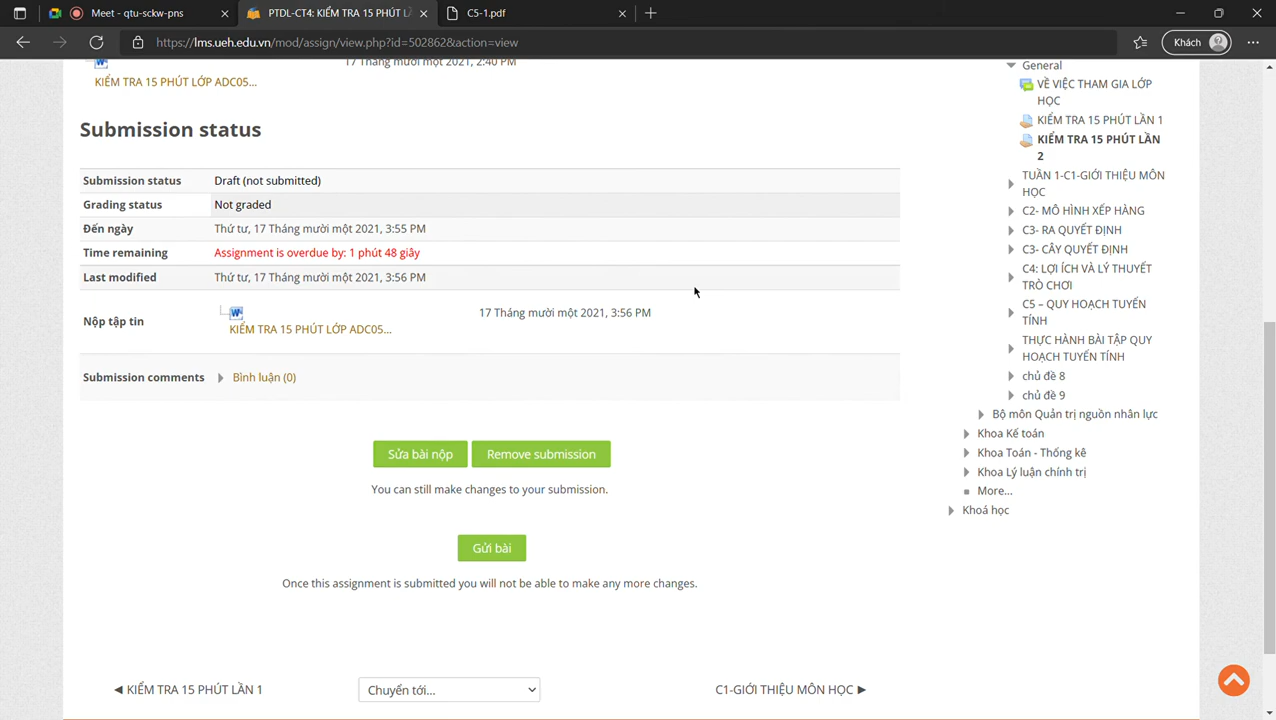 Meet - qtu-sckw-pns
PTDL-CT4: KIỂM TRA 15 PHÚT L
C5-1.pdf
https://lms.ueh.edu.vn/mod/assign/view.php?id=502862&action=view
Khách
17 Tháng mười một 2021, 2:40 PM
KIỂM TRA 15 PHÚT LỚP ADC05...
Submission status
Submission status Draft (not submitted)
Grading status Not graded
Đến ngày Thứ tư, 17 Tháng mười một 2021, 3:55 PM
Time remaining Assignment is overdue by: 1 phút 48 giây
Last modified Thứ tư, 17 Tháng mười một 2021, 3:56 PM
Nộp tập tin
17 Tháng mười một 2021, 3:56 PM
KIỂM TRA 15 PHÚT LỚP ADC05...
Submission comments Bình luận (0)
Sửa bài nộp Remove submission
You can still make changes to your submission.
Gửi bài
Once this assignment is submitted you will not be able to make any more changes.
◀ KIỂM TRA 15 PHÚT LẦN 1
Chuyển tới...
C1-GIỚI THIỆU MÔN HỌC ▶
General
VỀ VIỆC THAM GIA LỚP
HỌC
KIỂM TRA 15 PHÚT LẦN 1
KIỂM TRA 15 PHÚT LẦN
2
TUẦN 1-C1-GIỚI THIỆU MÔN
HỌC
C2- MÔ HÌNH XẾP HÀNG
C3- RA QUYẾT ĐỊNH
C3- CÂY QUYẾT ĐỊNH
C4: LỢI ÍCH VÀ LÝ THUYẾT
TRÒ CHƠI
C5 – QUY HOẠCH TUYẾN
TÍNH
THỰC HÀNH BÀI TẬP QUY
HOẠCH TUYẾN TÍNH
chủ đề 8
chủ đề 9
Bộ môn Quản trị nguồn nhân lực
Khoa Kế toán
Khoa Toán - Thống kê
Khoa Lý luận chính trị
More...
Khoá học